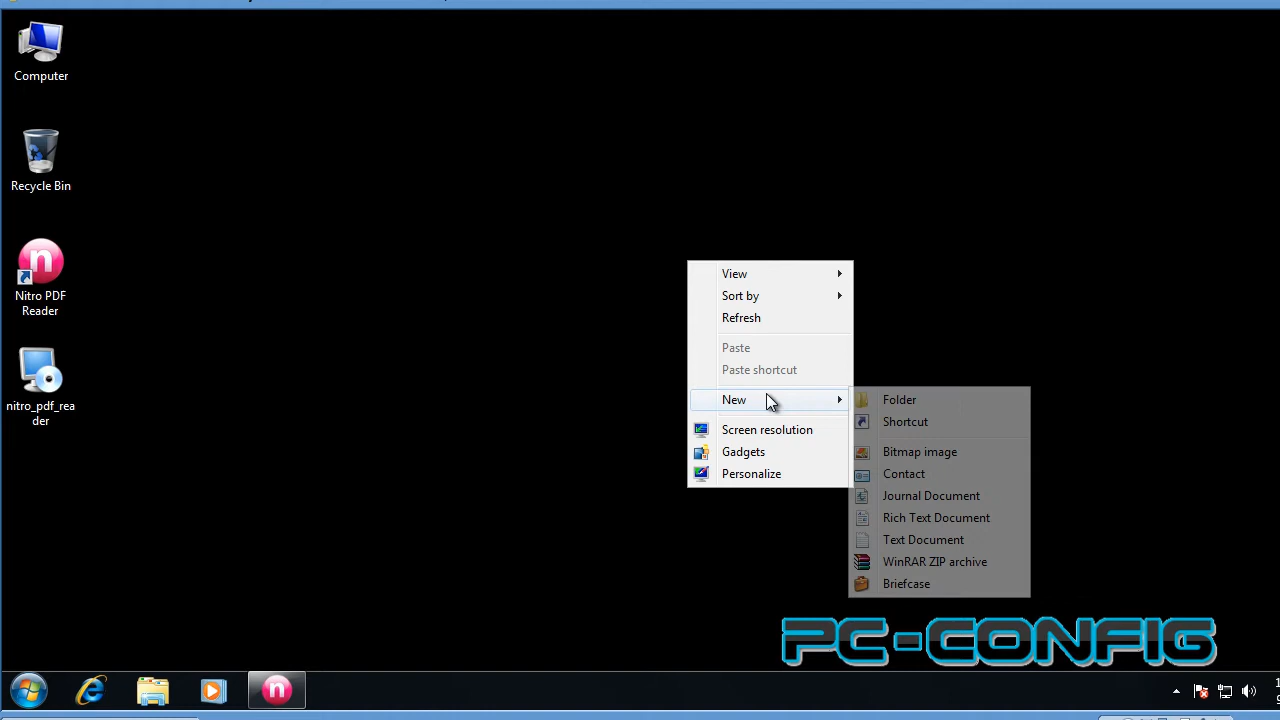 Computer
Recycle Bin
Nitro PDF
Reader
nitro_pdf_rea
der
View
Sort by
Refresh
Paste
Paste shortcut
New
Screen resolution
Gadgets
Personalize
Folder
Shortcut
Bitmap image
Contact
Journal Document
Rich Text Document
Text Document
WinRAR ZIP archive
Briefcase
PC-CONFIG